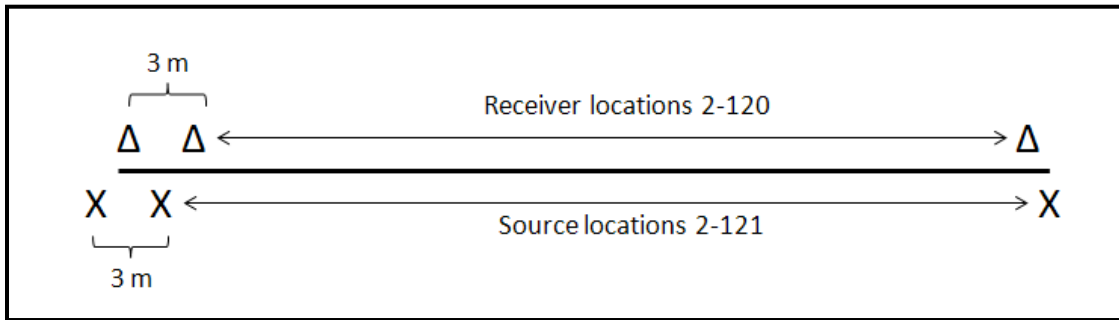 3 m
Receiver locations 2-120
Δ Δ Δ
X X X
Source locations 2-121
3 m